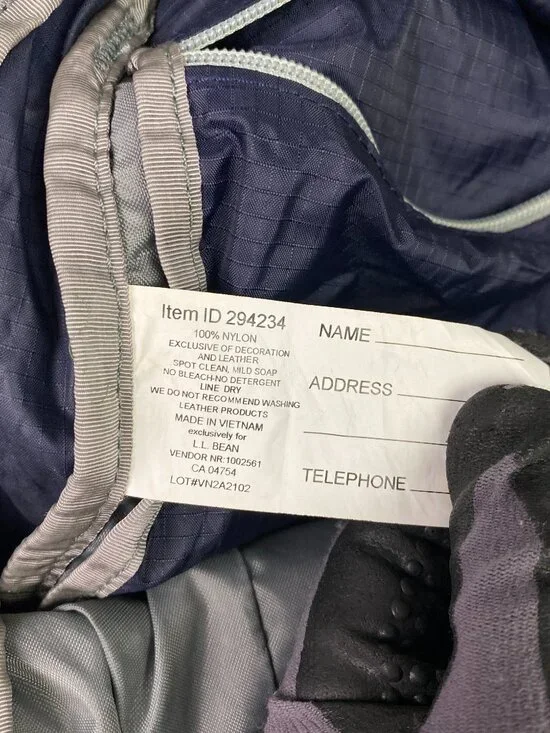 Item ID 294234
100% NYLON
EXCLUSIVE OF DECORATION
AND LEATHER
SPOT CLEAN, MILD SOAP
NO BLEACH-NO DETERGENT
LINE DRY
WE DO NOT RECOMMEND WASHING
LEATHER PRODUCTS
MADE IN VIETNAM
exclusively for
L.L. BEAN
VENDOR NR:1002561
CA 04754
LOT#VN2A2102
NAME
ADDRESS
TELEPHONE